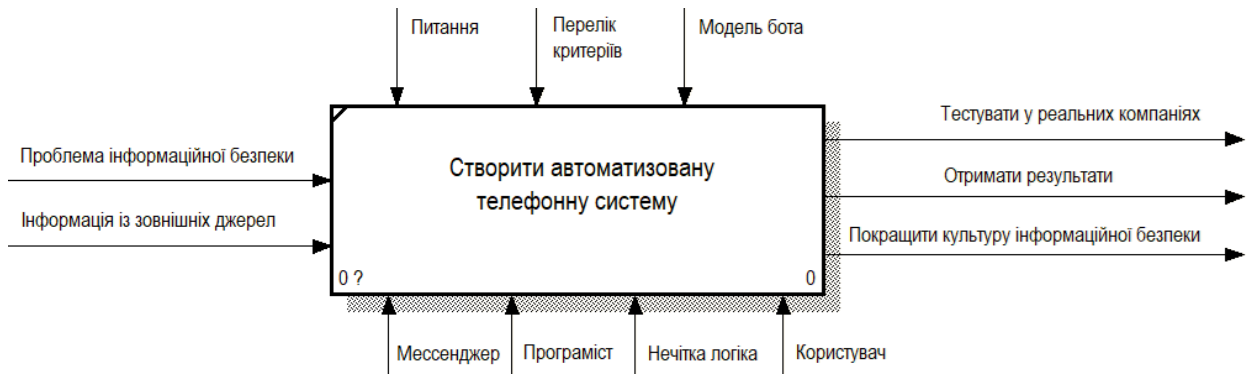 Питання
Перелік
критеріїв
Модель бота
Проблема інформаційної безпеки
Інформація із зовнішніх джерел
Створити автоматизовану
телефонну систему
0 ?
0
Тестувати у реальних компаніях
Отримати результати
Покращити культуру інформаційної безпеки
Мессенджер
Програміст
Нечітка логіка
Користувач